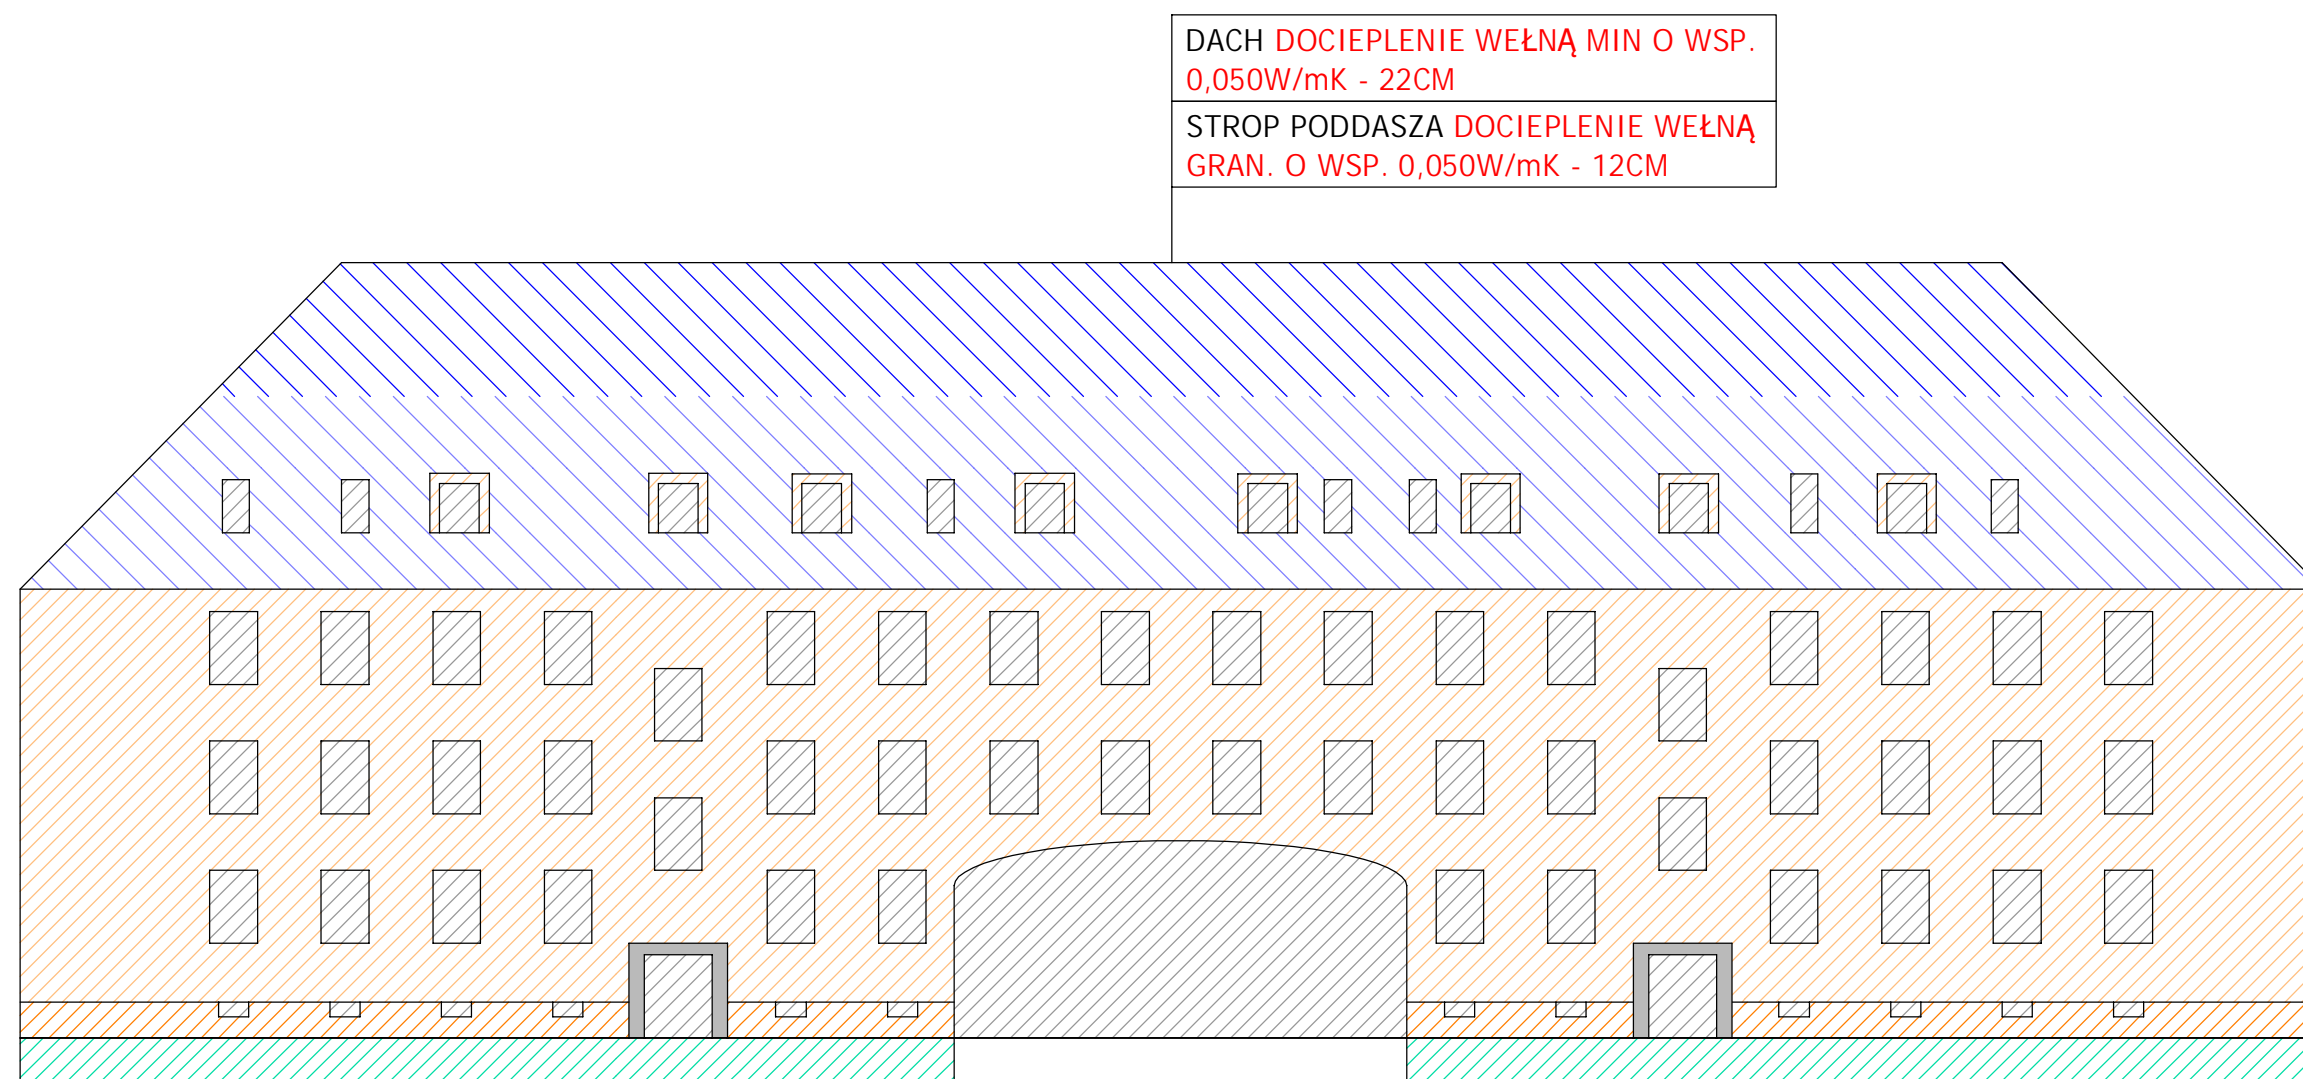 DACH DOCIEPLENIE WEŁNĄ MIN O WSP.
0,050W/mK - 22CM
STROP PODDASZA DOCIEPLENIE WEŁNĄ
GRAN. O WSP. 0,050W/mK - 12CM